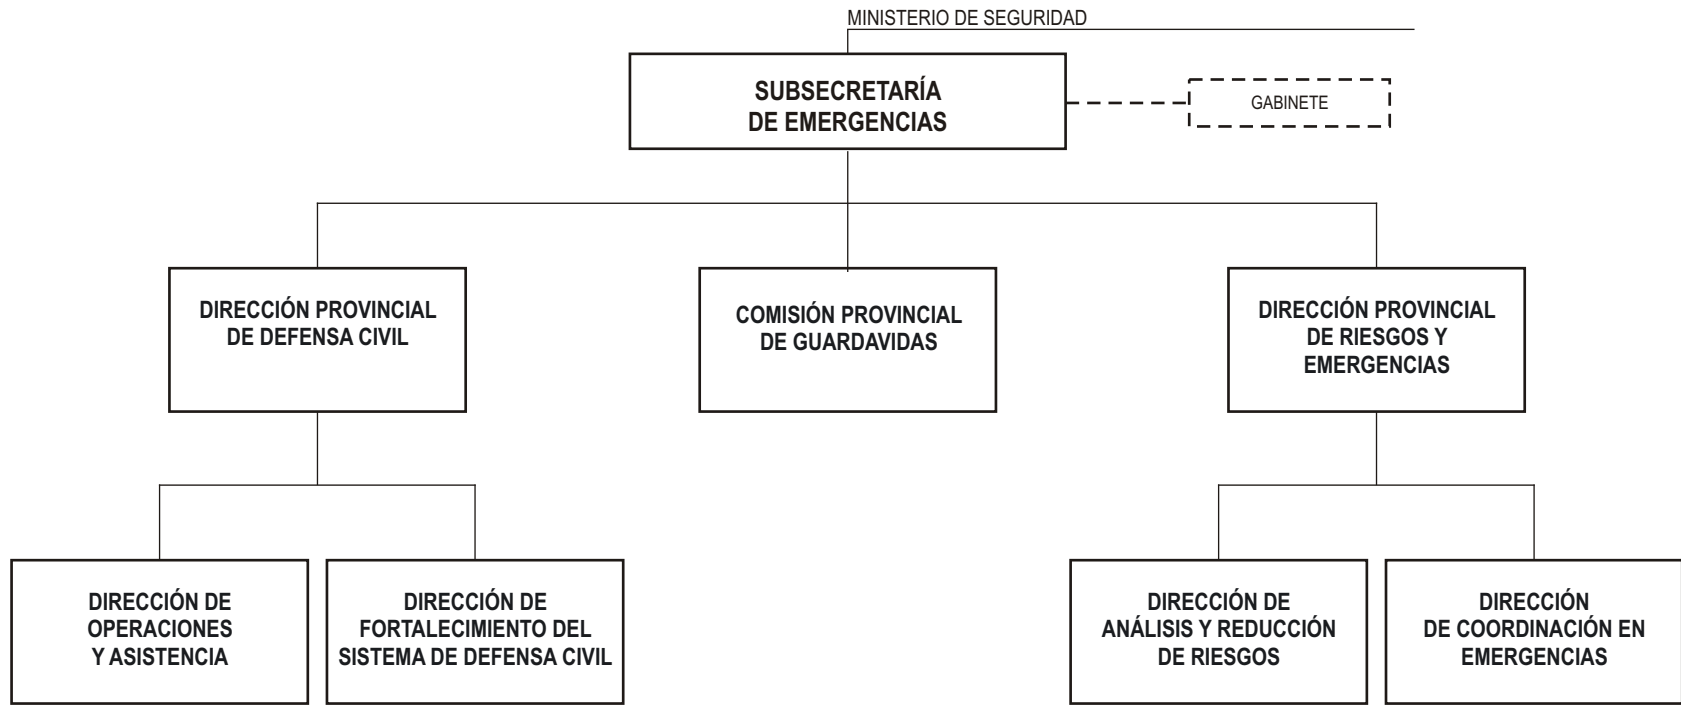 MINISTERIO DE SEGURIDAD
SUBSECRETARÍA
DE EMERGENCIAS
GABINETE
DIRECCIÓN PROVINCIAL
DE DEFENSA CIVIL
COMISIÓN PROVINCIAL
DE GUARDAVIDAS
DIRECCIÓN PROVINCIAL
DE RIESGOS Y
EMERGENCIAS
DIRECCIÓN DE
OPERACIONES
Y ASISTENCIA
DIRECCIÓN DE
FORTALECIMIENTO DEL
SISTEMA DE DEFENSA CIVIL
DIRECCIÓN DE
ANÁLISIS Y REDUCCIÓN
DE RIESGOS
DIRECCIÓN
DE COORDINACIÓN EN
EMERGENCIAS